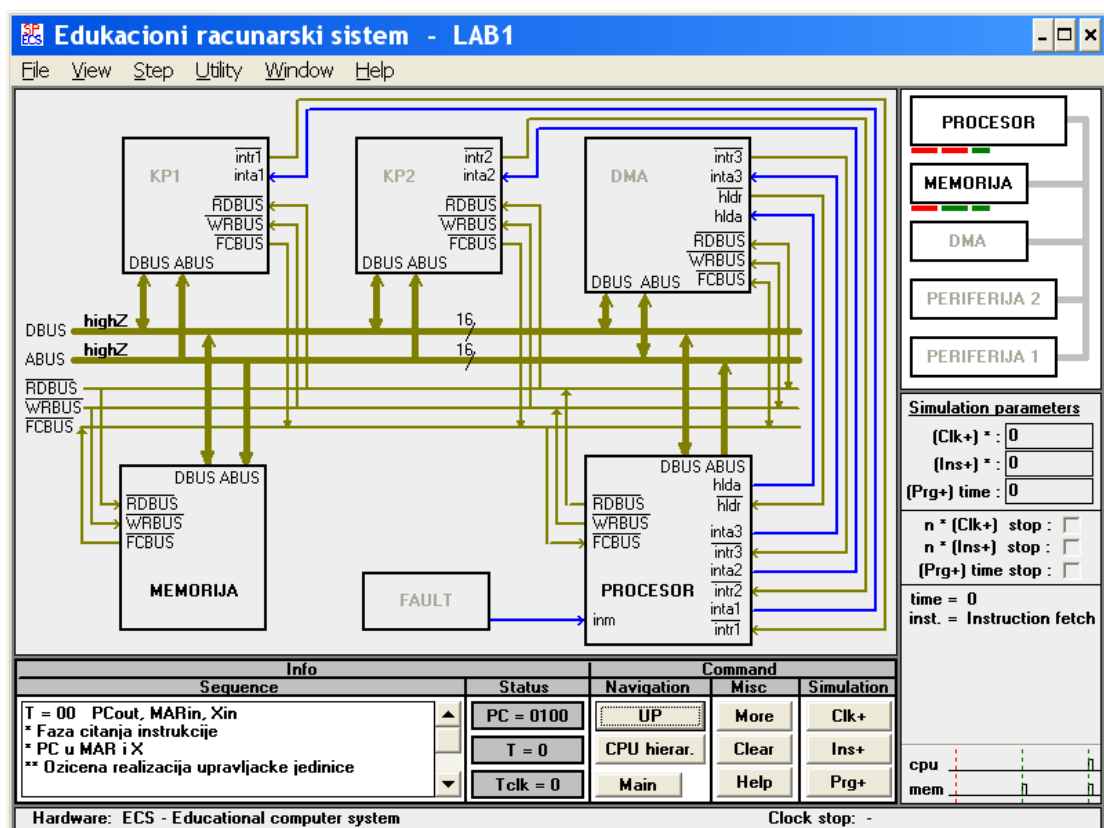 SP
ECS
Edukacioni racunarski sistem - LAB1
File View Step Utility Window Help
KP1
intr1
inta1
RDBUS
WRBUS
FCBUS
DBUS ABUS
KP2
intr2
inta2
RDBUS
WRBUS
FCBUS
DBUS ABUS
DMA
intr3
inta3
hldr
hlda
RDBUS
WRBUS
FCBUS
DBUS ABUS
DBUS highZ 16
ABUS highZ 16
RDBUS
WRBUS
FCBUS
DBUS ABUS
RDBUS
WRBUS
FCBUS
MEMORIJA
FAULT
DBUS ABUS
hlda
hldr
inta3
intr3
inta2
intr2
inta1
intr1
RDBUS
WRBUS
FCBUS
PROCESOR
inm
PROCESOR
MEMORIJA
DMA
PERIFERIJA 2
PERIFERIJA 1
Simulation parameters
(Clk+) * : 0
(Ins+) * : 0
(Prg+) time : 0
n * (Clk+) stop :
n * (Ins+) stop :
(Prg+) time stop :
time = 0
inst. = Instruction fetch
cpu
mem
Info
Sequence
T = 00 PCout, MARin, Xin
* Faza citanja instrukcije
* PC u MAR i X
** Ozicena realizacija upravljacke jedinice
Status
PC = 0100
T = 0
Tclk = 0
Command
Navigation Misc Simulation
UP More Clk+
CPU hierar. Clear Ins+
Main Help Prg+
Hardware: ECS - Educational computer system Clock stop: -